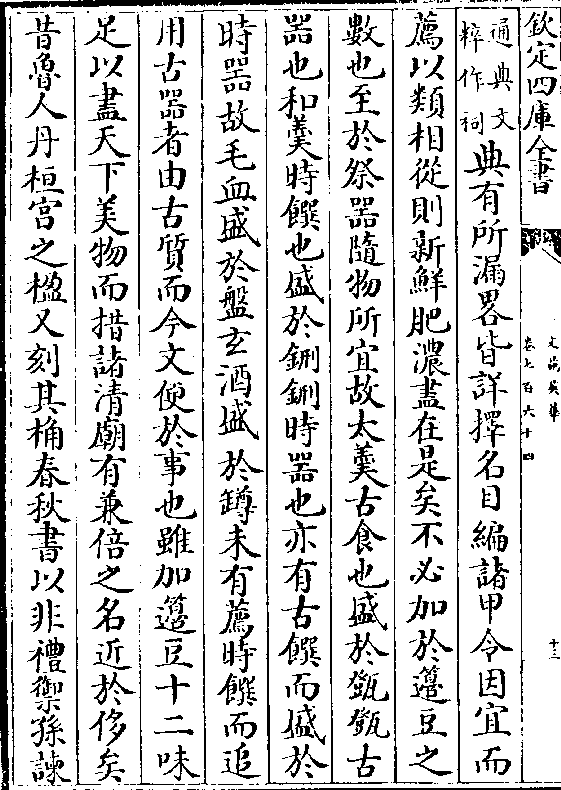 欽定四庫全書
文苑英華
卷七百六十四
十三
通典文
粹作祠
典有所漏畧皆詳擇名目編諸甲令因宜而
薦以類相從則新鮮肥濃盡在是矣不必加於籩豆之
數也至於祭器隨物所宜故太羹古食也盛於㽅㽅古
器也和羹時饌也盛於鉶鉶時器也亦有古饌而盛於
時器故毛血盛於盤玄酒盛於罇未有薦時饌而追
用古器者由古質而今文便於事也雖加籩豆十二味
足以盡天下美物而措諸清廟有兼倍之名近於侈矣
昔魯人丹桓宫之楹又刻其桷春秋書以非禮禦孫諫